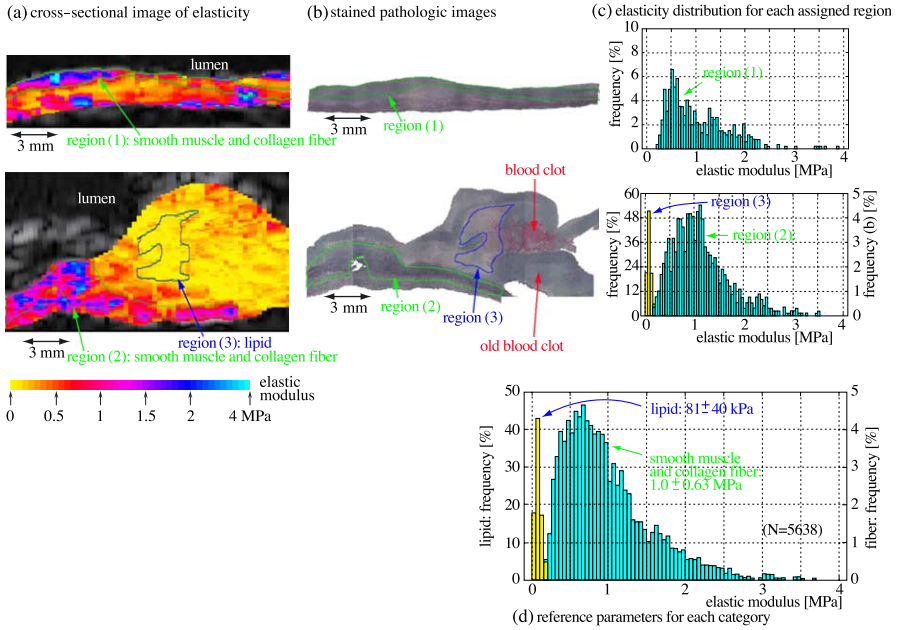 (a) cross-sectional image of elasticity
lumen
region (1): smooth muscle and collagen fiber
3 mm
lumen
region (3): lipid
3 mm
region (2): smooth muscle and collagen fiber
elastic
modulus
0 0.5 1 1.5 2 4 MPa
(b) stained pathologic images
3 mm
region (1)
blood clot
3 mm
region (2)
region (3)
old blood clot
(c) elasticity distribution for each assigned region
10
8
6
4
2
0
frequency [%]
region (1)
0 1 2 3 4
elastic modulus [MPa]
60
48
36
24
12
0
frequency [%]
region (3)
region (2)
5
4
3
2
1
0
frequency (b) [%]
0 1 2 3 4
elastic modulus [MPa]
50
40
30
20
10
0
lipid: frequency [%]
lipid: 81±40 kPa
smooth muscle
and collagen fiber:
1.0±0.63 MPa
(N=5638)
5
4
3
2
1
0
fiber: frequency [%]
0 1 2 3 4
elastic modulus [MPa]
(d) reference parameters for each category